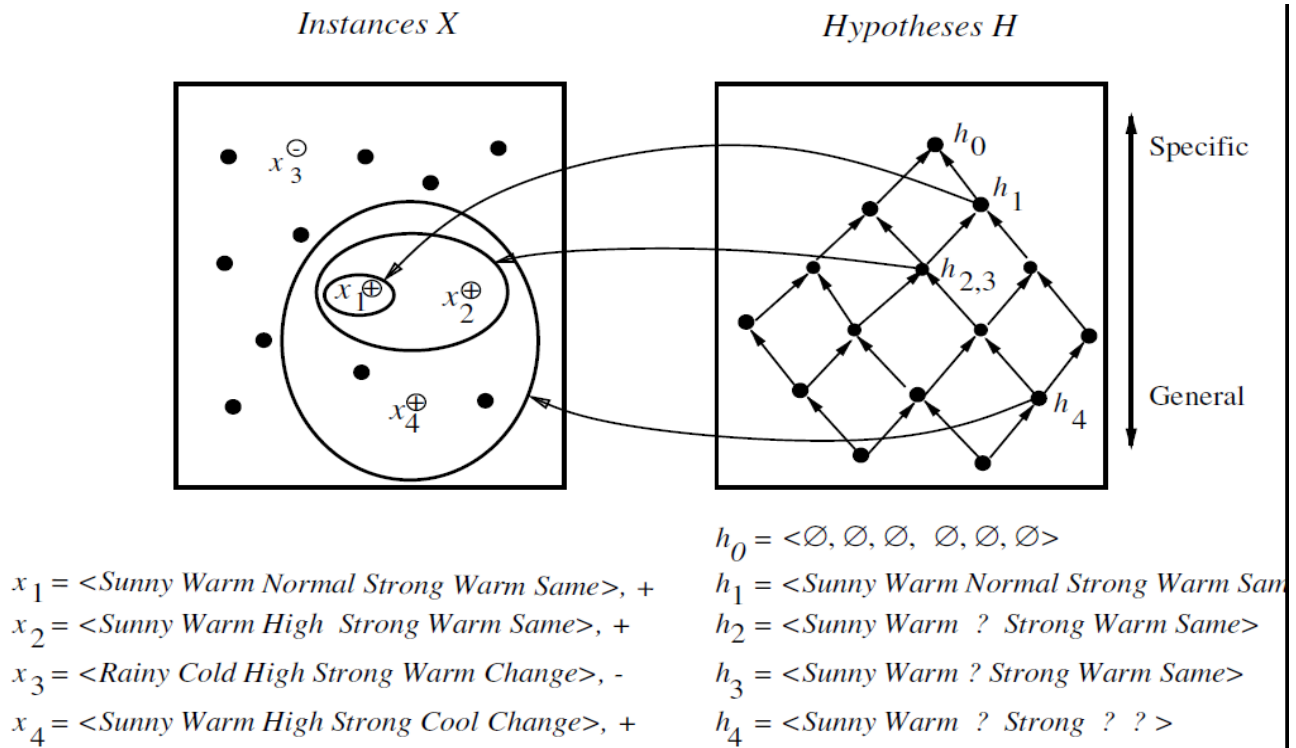 Instances X
Hypotheses H
x3 -
x1 +
x2 +
x4 +
h0
h1
h2,3
h4
Specific
General
h0 = <∅, ∅, ∅, ∅, ∅, ∅>
x1 = <Sunny Warm Normal Strong Warm Same>, +
h1 = <Sunny Warm Normal Strong Warm Sam
x2 = <Sunny Warm High Strong Warm Same>, +
h2 = <Sunny Warm ? Strong Warm Same>
x3 = <Rainy Cold High Strong Warm Change>, -
h3 = <Sunny Warm ? Strong Warm Same>
x4 = <Sunny Warm High Strong Cool Change>, +
h4 = <Sunny Warm ? Strong ? ? >